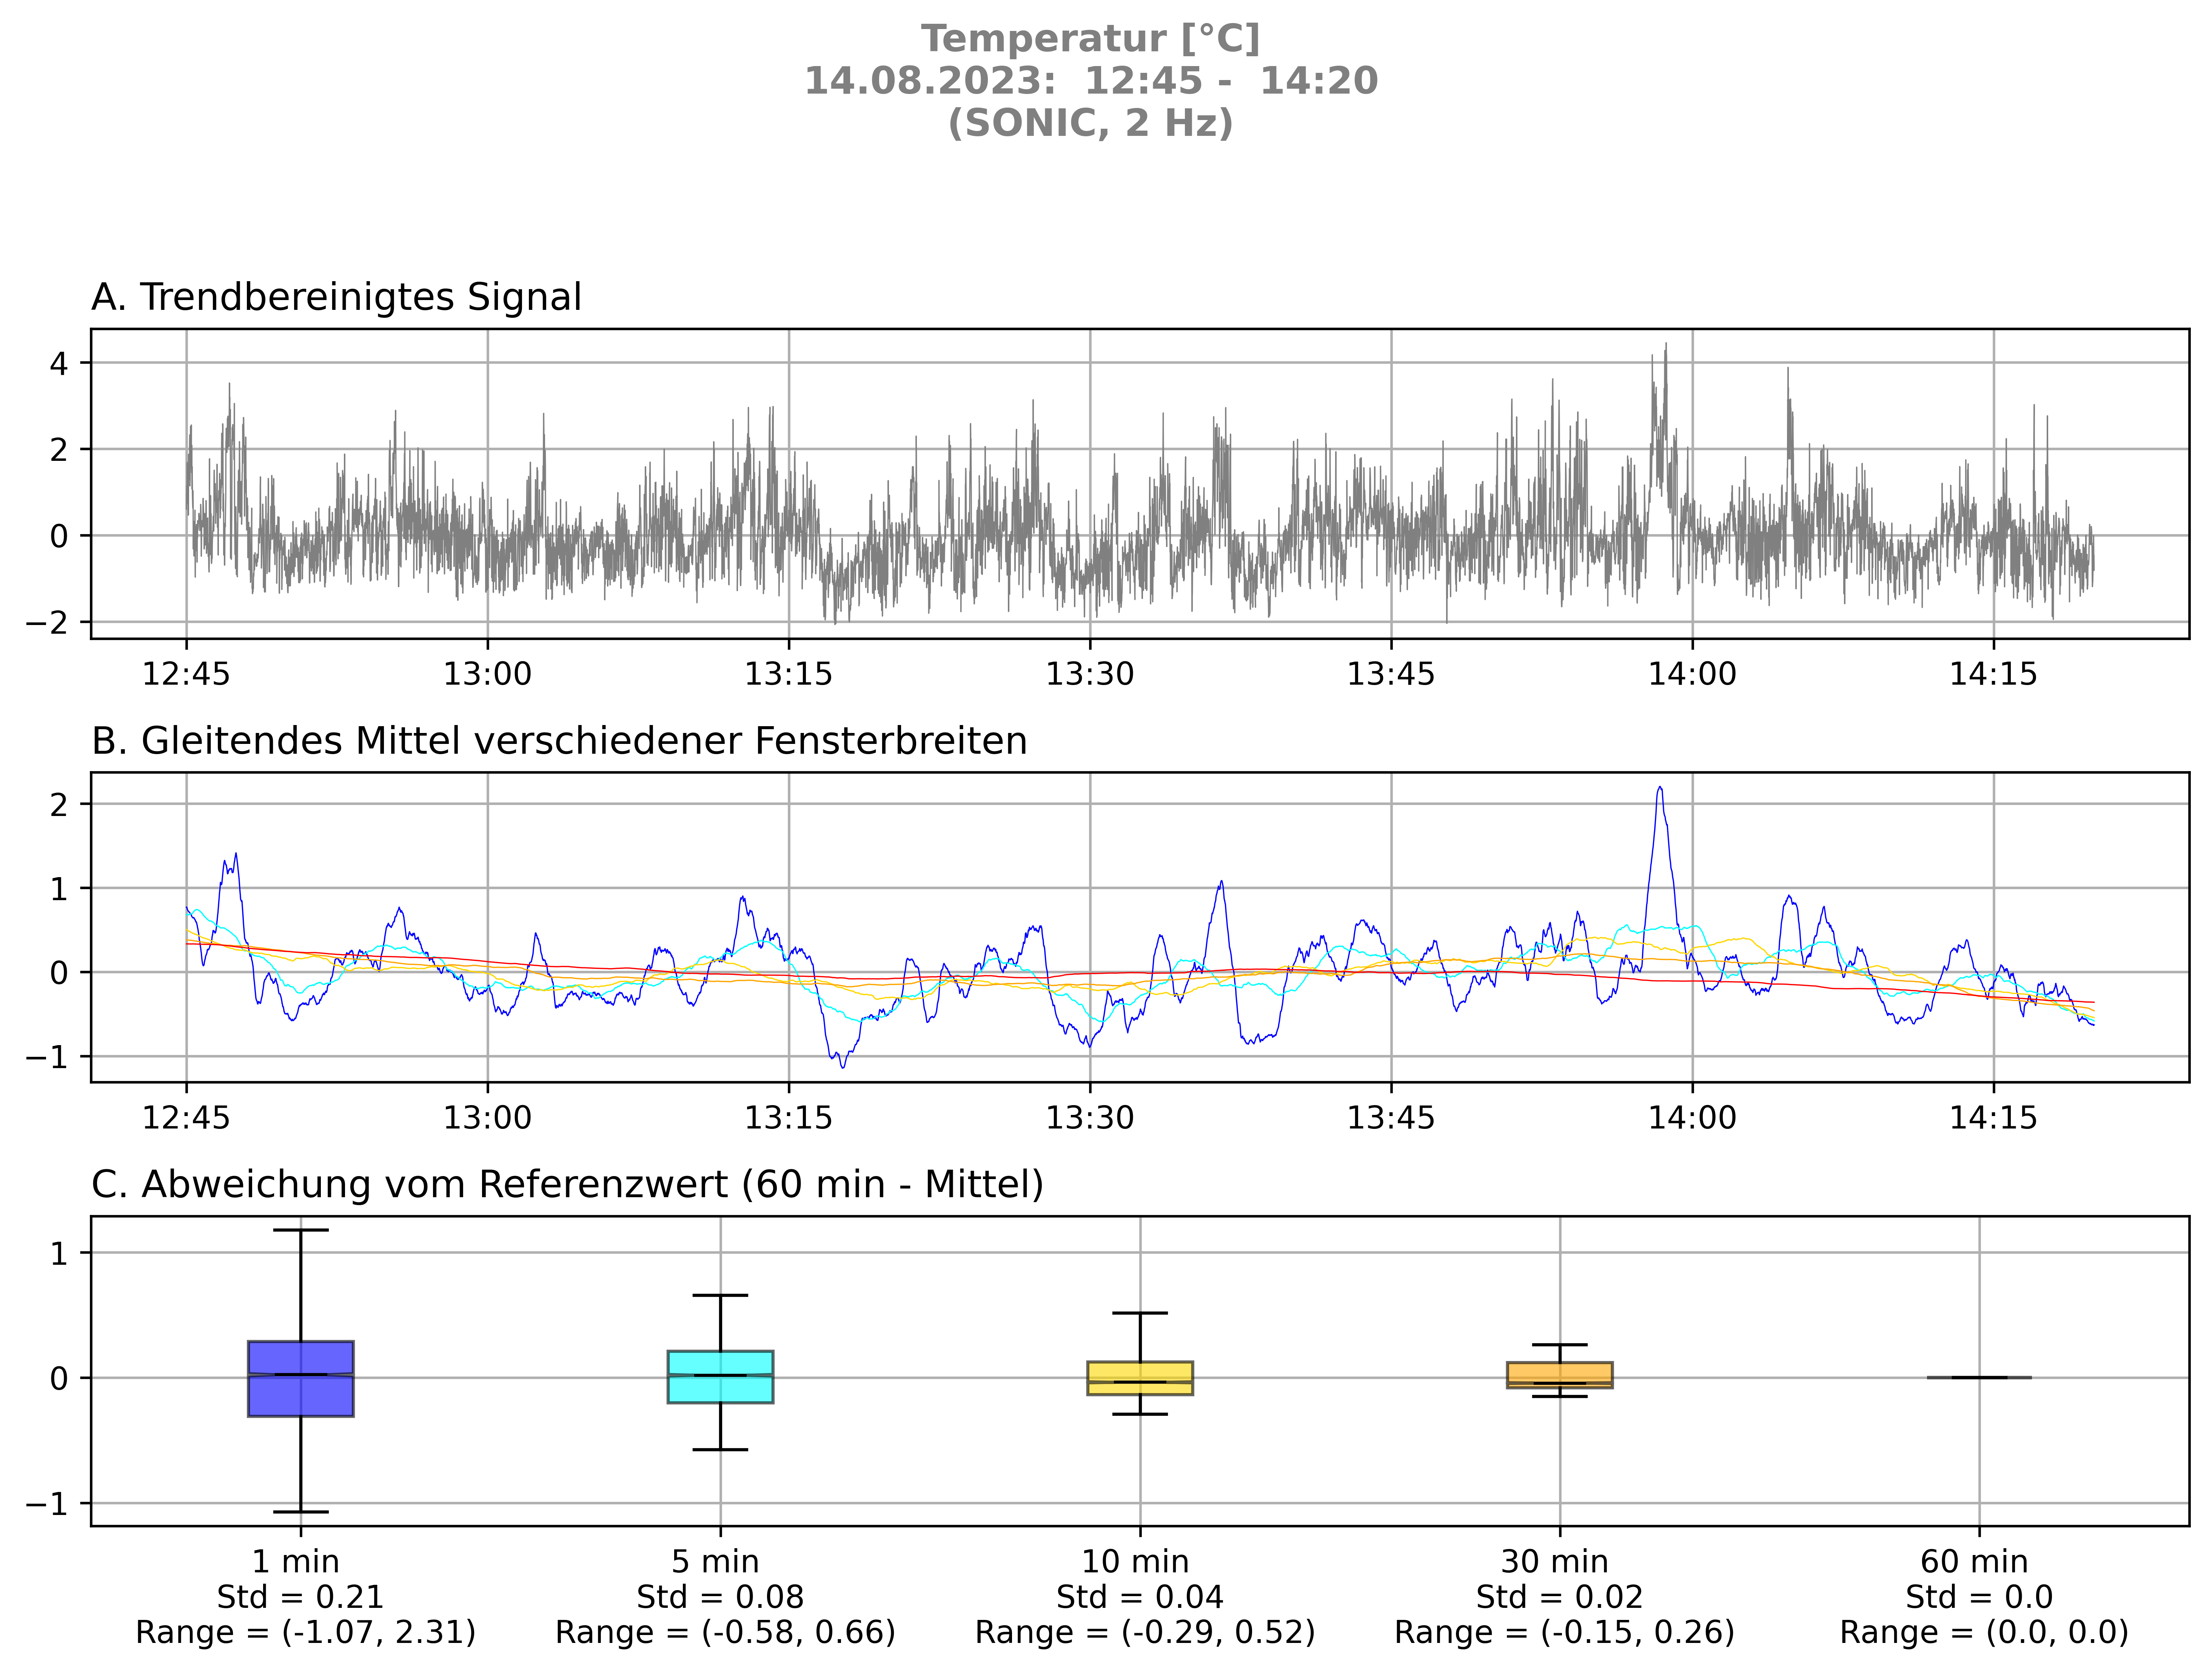 Temperatur [°C]
14.08.2023:  12:45 -  14:20
(SONIC, 2 Hz)
A. Trendbereinigtes Signal
4
2
0
−2
12:45 13:00 13:15 13:30 13:45 14:00 14:15
B. Gleitendes Mittel verschiedener Fensterbreiten
2
1
0
−1
12:45 13:00 13:15 13:30 13:45 14:00 14:15
C. Abweichung vom Referenzwert (60 min - Mittel)
1
0
−1
1 min 5 min 10 min 30 min 60 min
Std = 0.21 Std = 0.08 Std = 0.04 Std = 0.02 Std = 0.0
Range = (-1.07, 2.31) Range = (-0.58, 0.66) Range = (-0.29, 0.52) Range = (-0.15, 0.26) Range = (0.0, 0.0)